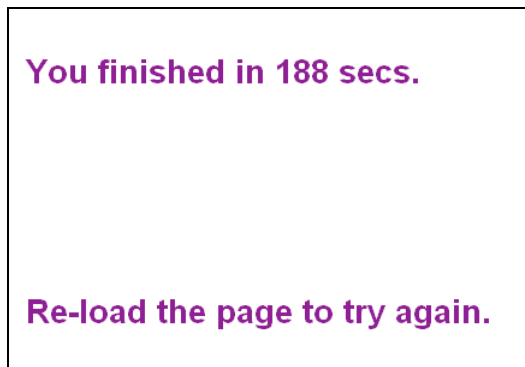 You finished in 188 secs.
Re-load the page to try again.